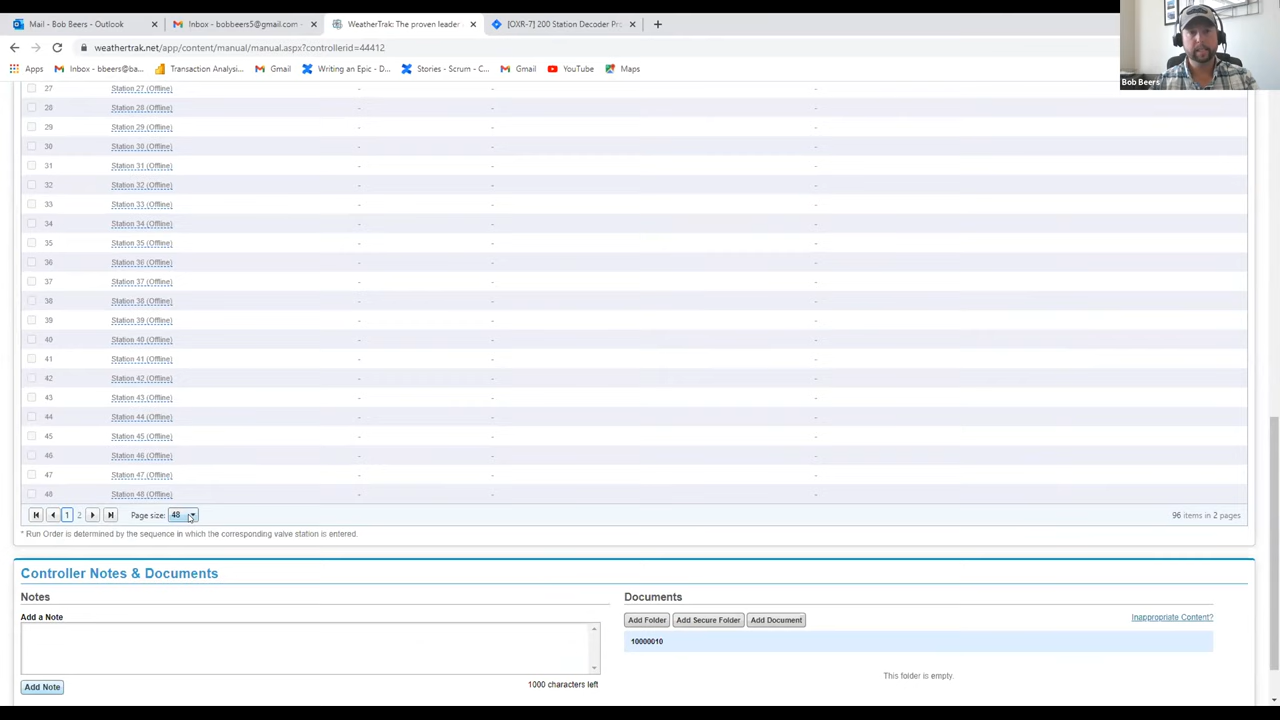 Mail - Bob Beers - Outlook
Inbox - bobbeers5@gmail.com -
WeatherTrak: The proven leader
[OXR-7] 200 Station Decoder Pro
weathertrak.net/app/content/manual/manual.aspx?controllerid=44412
Apps
Inbox - bbeers@ba...
Transaction Analysi...
Gmail
Writing an Epic - D...
Stories - Scrum - C...
Gmail
YouTube
Maps
Bob Beers
27 Station 27 (Offline) - - -
28 Station 28 (Offline) - - -
29 Station 29 (Offline) - - -
30 Station 30 (Offline) - - -
31 Station 31 (Offline) - - -
32 Station 32 (Offline) - - -
33 Station 33 (Offline) - - -
34 Station 34 (Offline) - - -
35 Station 35 (Offline) - - -
36 Station 36 (Offline) - - -
37 Station 37 (Offline) - - -
38 Station 38 (Offline) - - -
39 Station 39 (Offline) - - -
40 Station 40 (Offline) - - -
41 Station 41 (Offline) - - -
42 Station 42 (Offline) - - -
43 Station 43 (Offline) - - -
44 Station 44 (Offline) - - -
45 Station 45 (Offline) - - -
46 Station 46 (Offline) - - -
47 Station 47 (Offline) - - -
48 Station 48 (Offline) - - -
1 2 Page size: 48 96 items in 2 pages
* Run Order is determined by the sequence in which the corresponding valve station is entered.
Controller Notes & Documents
Notes
Add a Note
Add Note
1000 characters left
Documents
Add Folder Add Secure Folder Add Document Inappropriate Content?
10000010
This folder is empty.